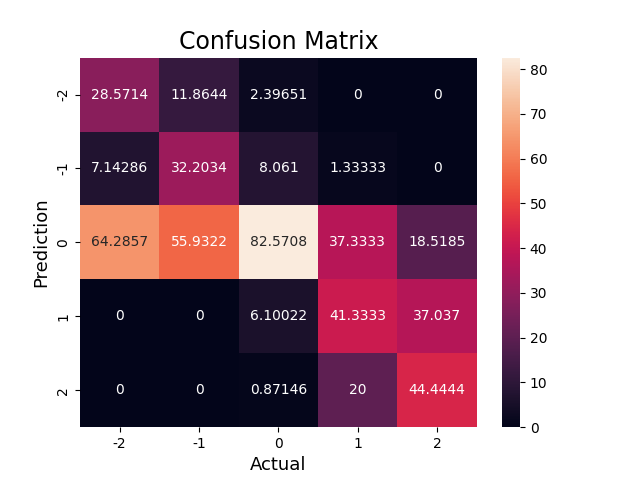 Confusion Matrix
-2 28.5714 11.8644 2.39651 0 0
-1 7.14286 32.2034 8.061 1.33333 0
0 64.2857 55.9322 82.5708 37.3333 18.5185
1 0 0 6.10022 41.3333 37.037
2 0 0 0.87146 20 44.4444
-2 -1 0 1 2
Actual
Prediction
80
70
60
50
40
30
20
10
0